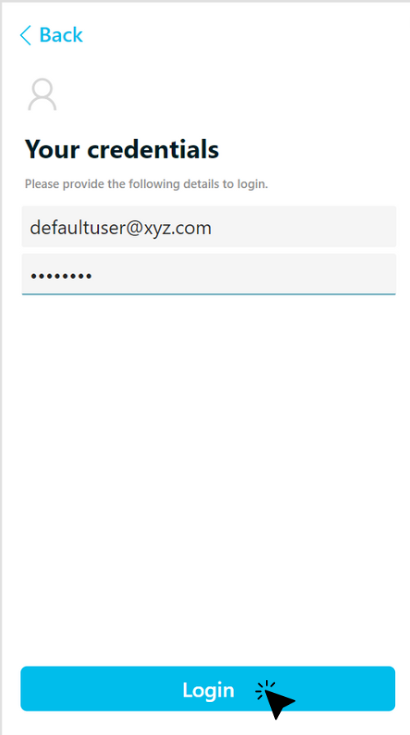 Back
Your credentials
Please provide the following details to login.
defaultuser@xyz.com
••••••••
Login